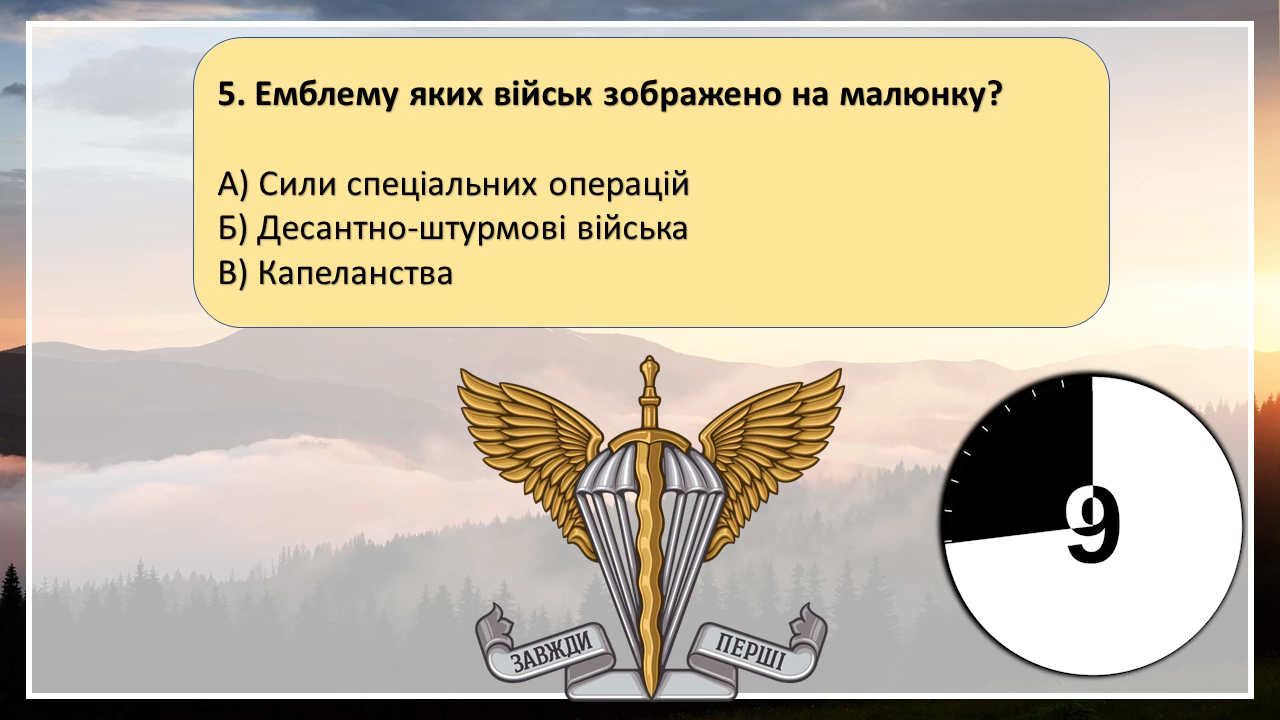 5. Емблему яких військ зображено на малюнку?
А) Сили спеціальних операцій
Б) Десантно-штурмові війська
В) Капеланства
9
ЗАВЖДИ ПЕРШІ